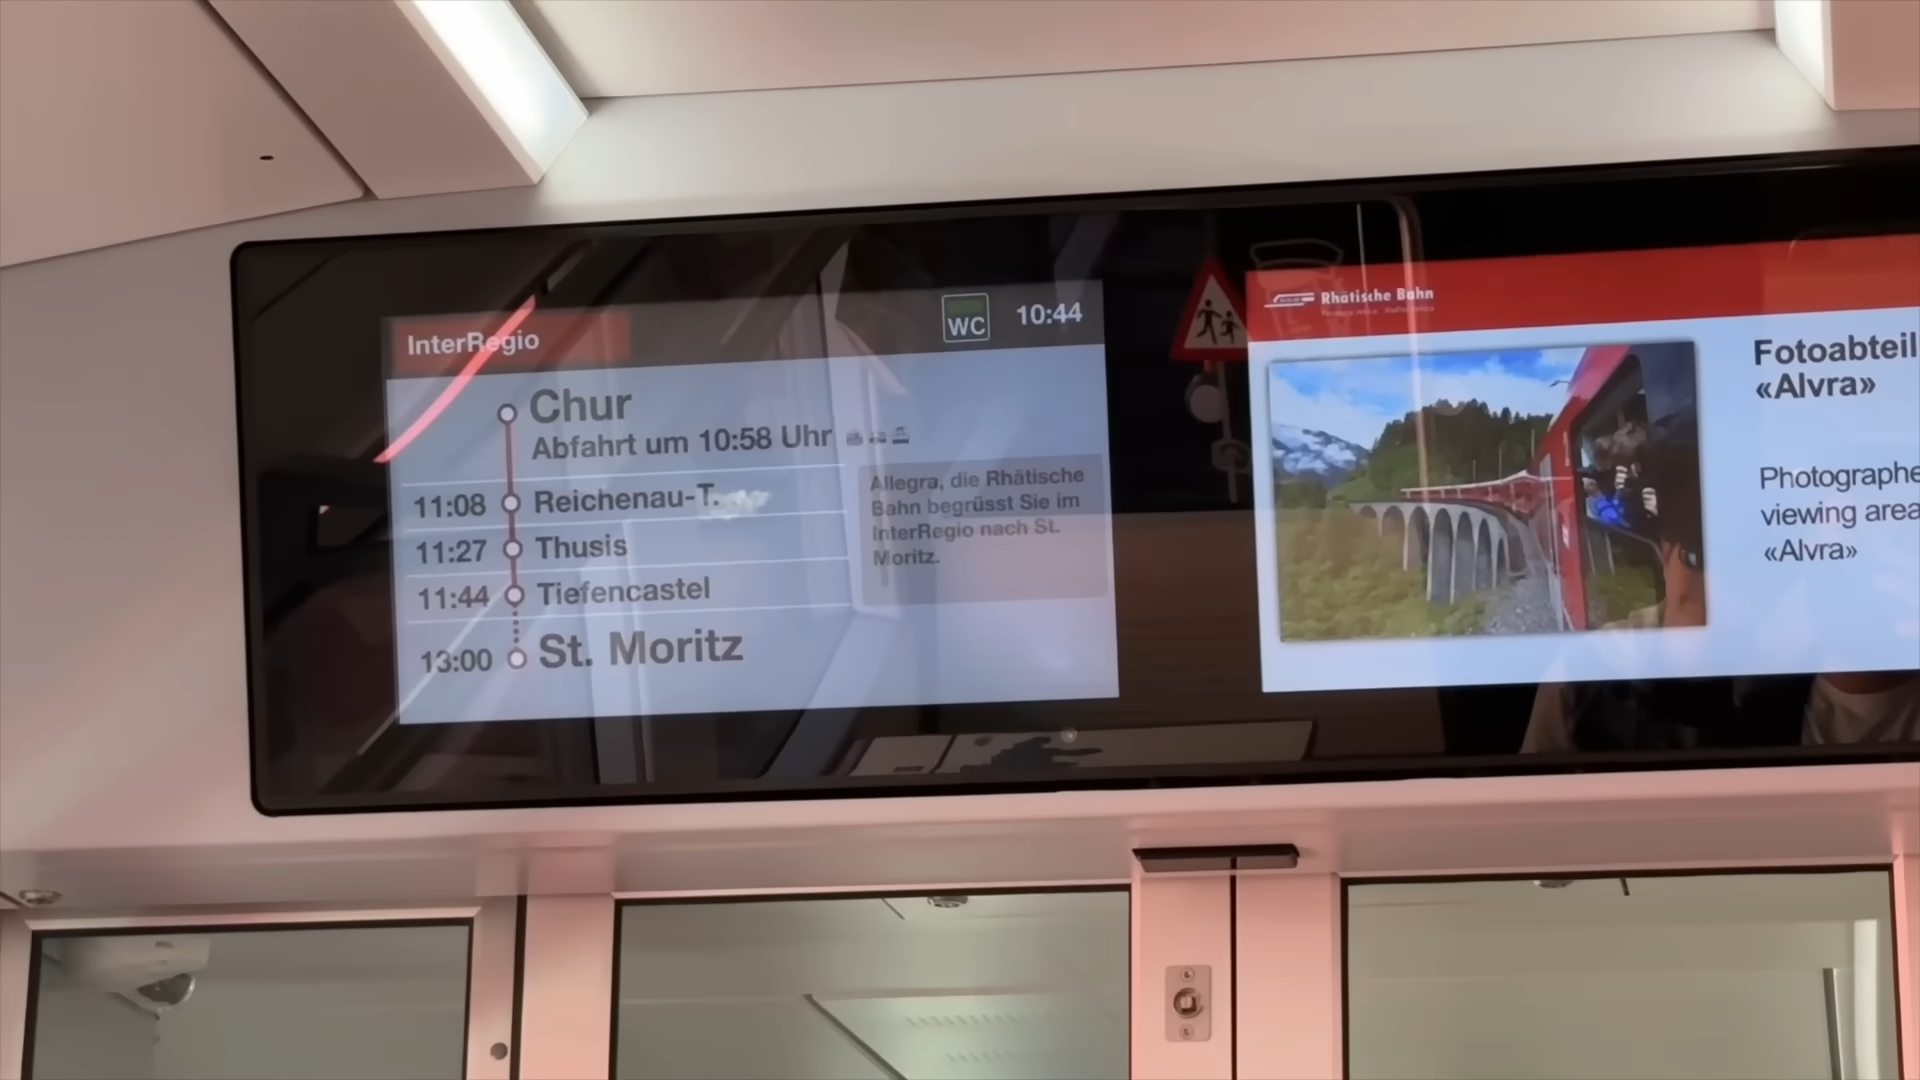 InterRegio
WC
10:44
Chur
Abfahrt um 10:58 Uhr
11:08 Reichenau-T.
11:27 Thusis
11:44 Tiefencastel
13:00 St. Moritz
Allegra, die Rhätische
Bahn begrüsst Sie im
InterRegio nach St.
Moritz.
Rhätische Bahn
Fotoabteil
«Alvra»
Photographe
viewing area
«Alvra»